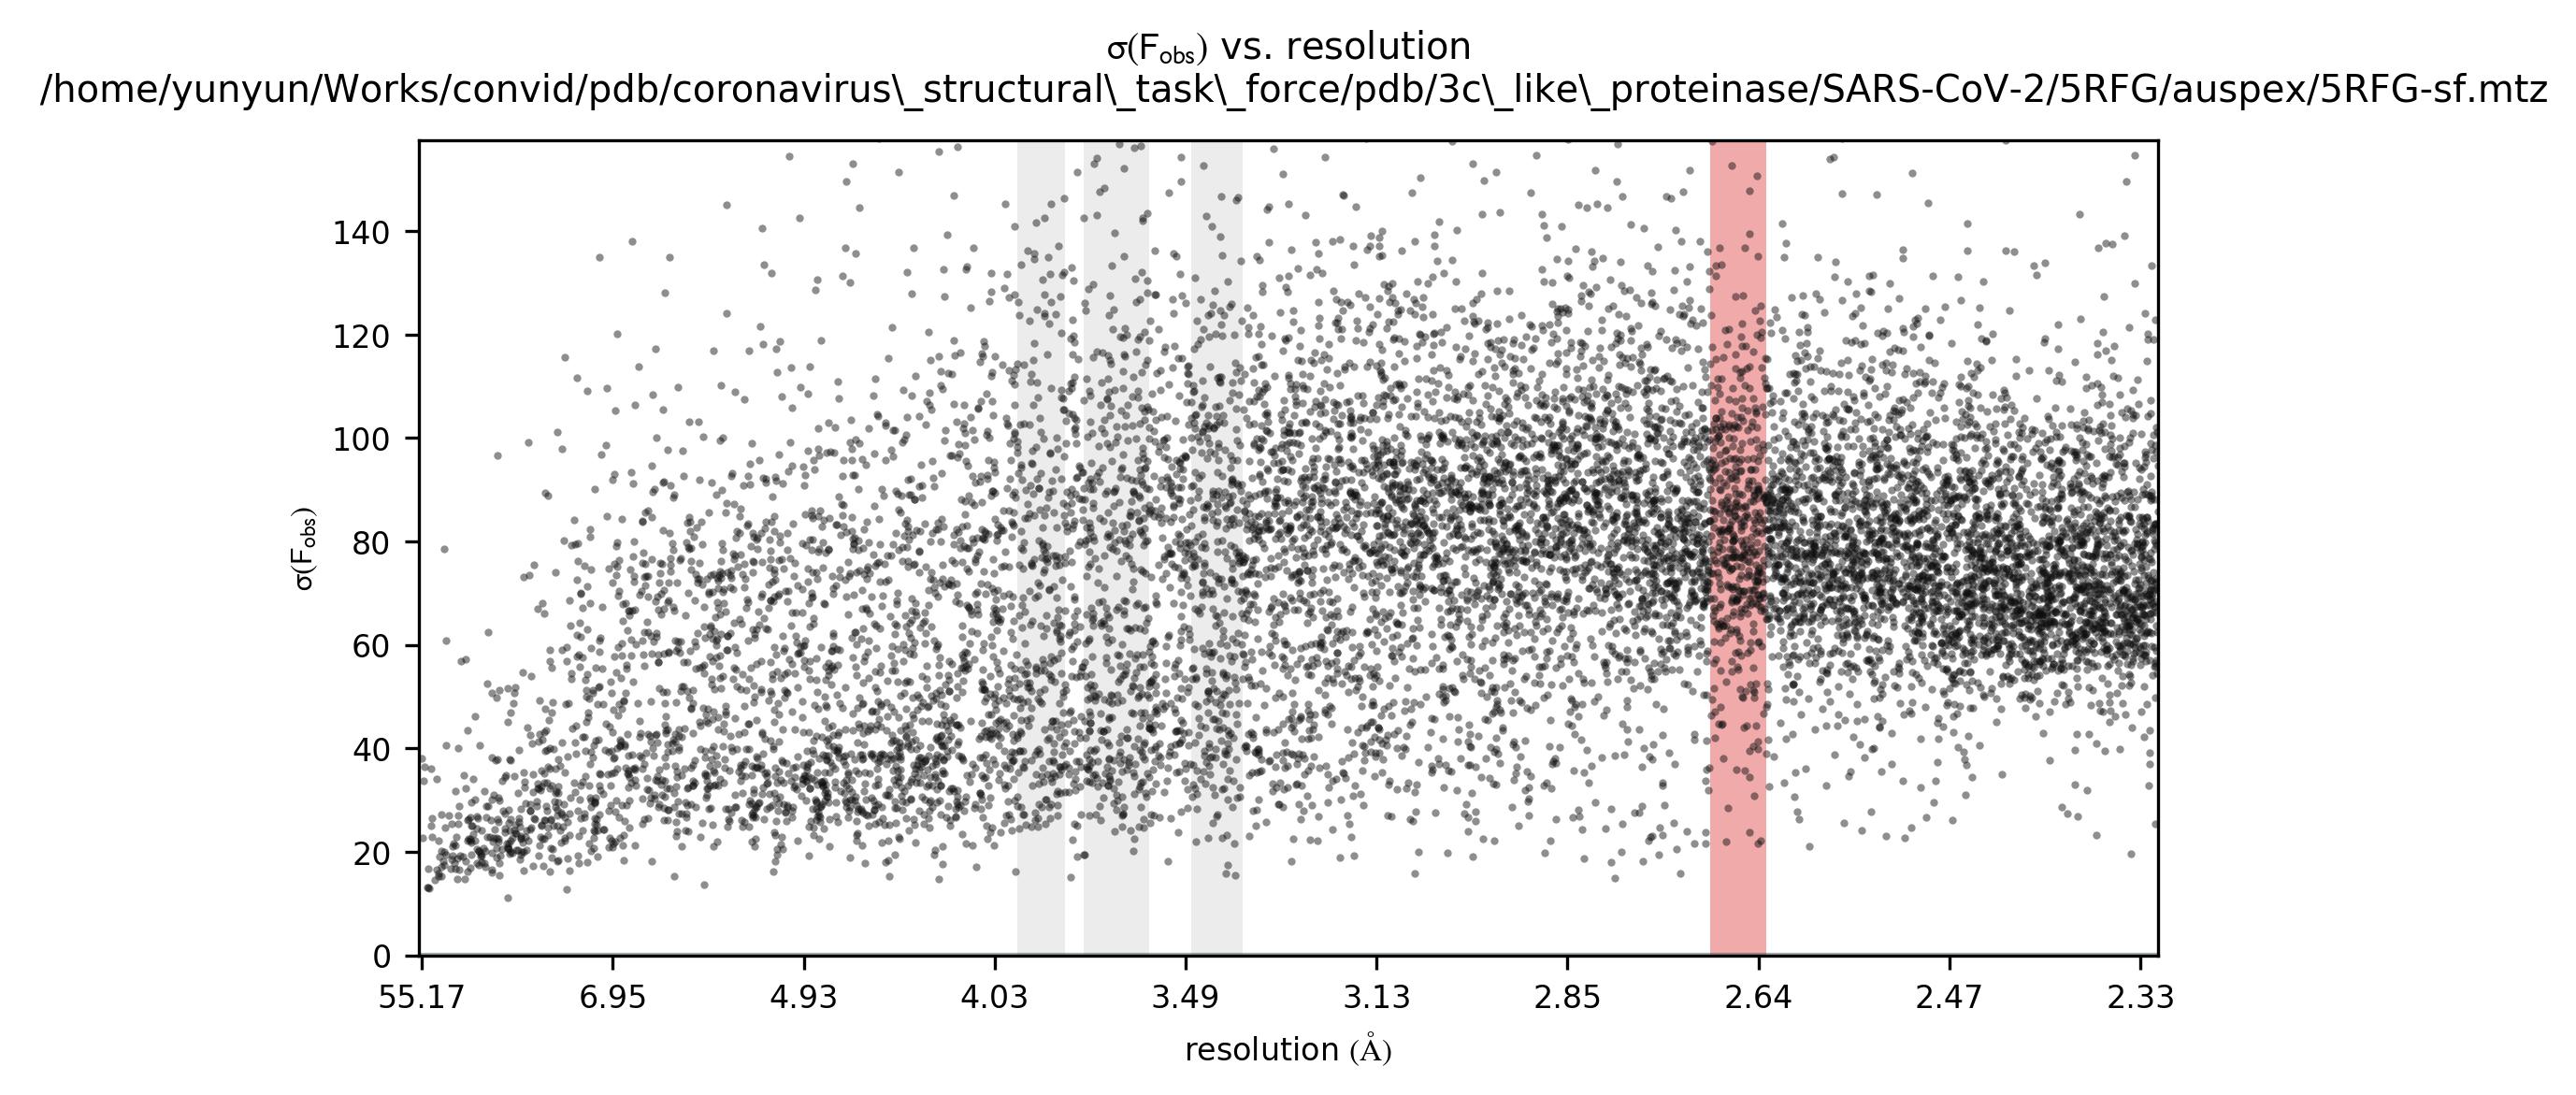 σ(Fobs) vs. resolution
/home/yunyun/Works/convid/pdb/coronavirus\_structural\_task\_force/pdb/3c\_like\_proteinase/SARS-CoV-2/5RFG/auspex/5RFG-sf.mtz
140
120
100
80
60
40
20
0
σ(Fobs)
55.17 6.95 4.93 4.03 3.49 3.13 2.85 2.64 2.47 2.33
resolution (Å)